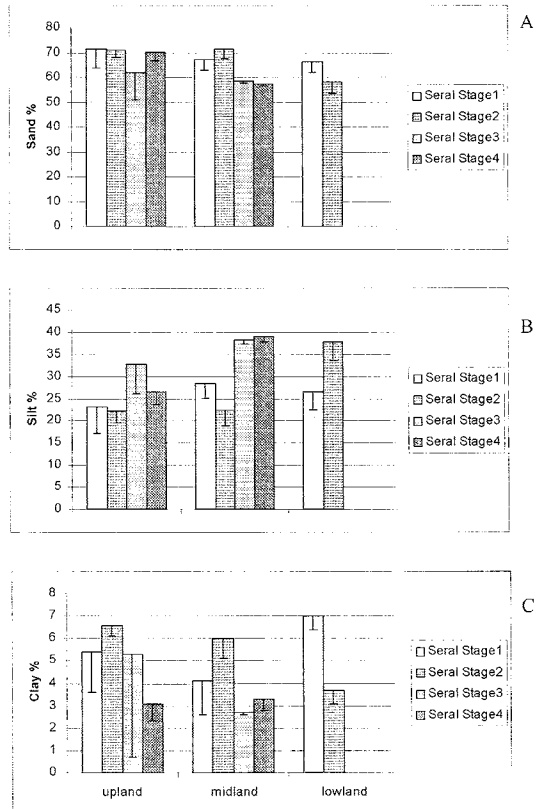 A
80
70
60
50
40
30
20
10
0
Sand %
Seral Stage1
Seral Stage2
Seral Stage3
Seral Stage4
B
45
40
35
30
25
20
15
10
5
0
Silt %
Seral Stage1
Seral Stage2
Seral Stage3
Seral Stage4
C
8
7
6
5
4
3
2
1
0
Clay %
Seral Stage1
Seral Stage2
Seral Stage3
Seral Stage4
upland midland lowland